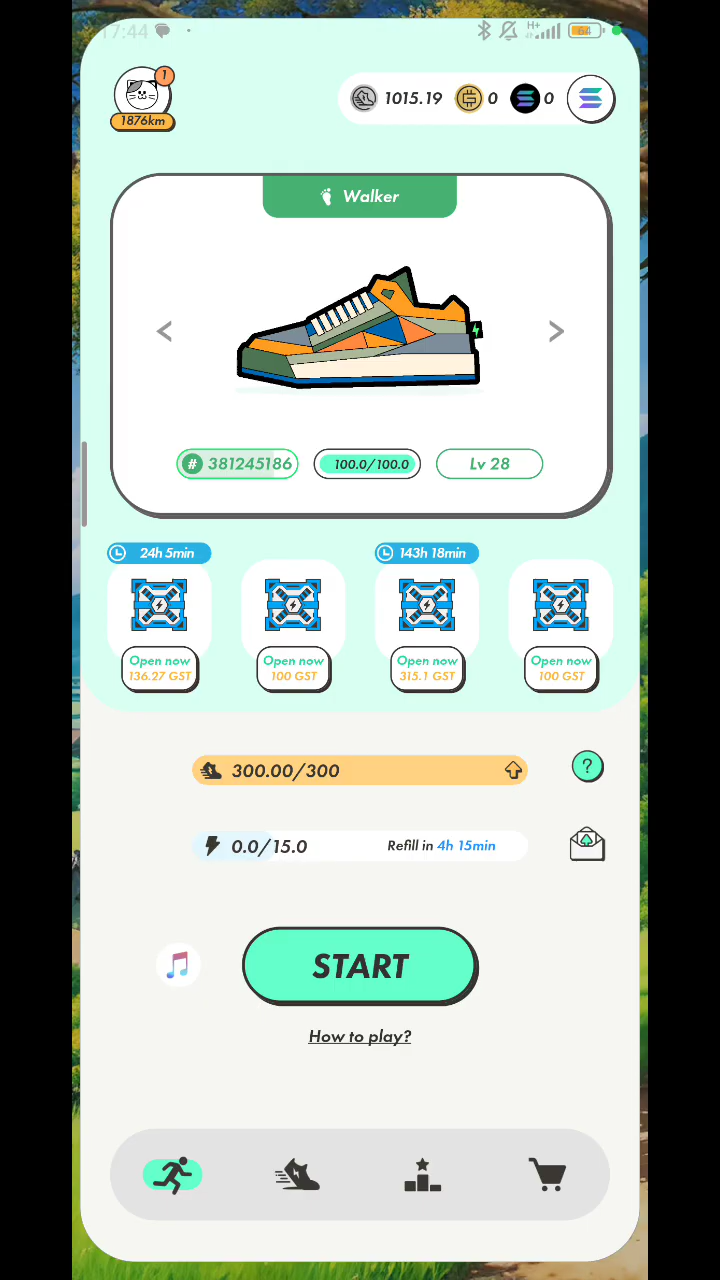 17:44 H+ 64
1
1876km
1015.19 0 0
Walker
< >
# 381245186 100.0/100.0 Lv 28
24h 5min 143h 18min
Open now Open now Open now Open now
136.27 GST 100 GST 315.1 GST 100 GST
300.00/300 ?
0.0/15.0 Refill in 4h 15min
START
How to play?